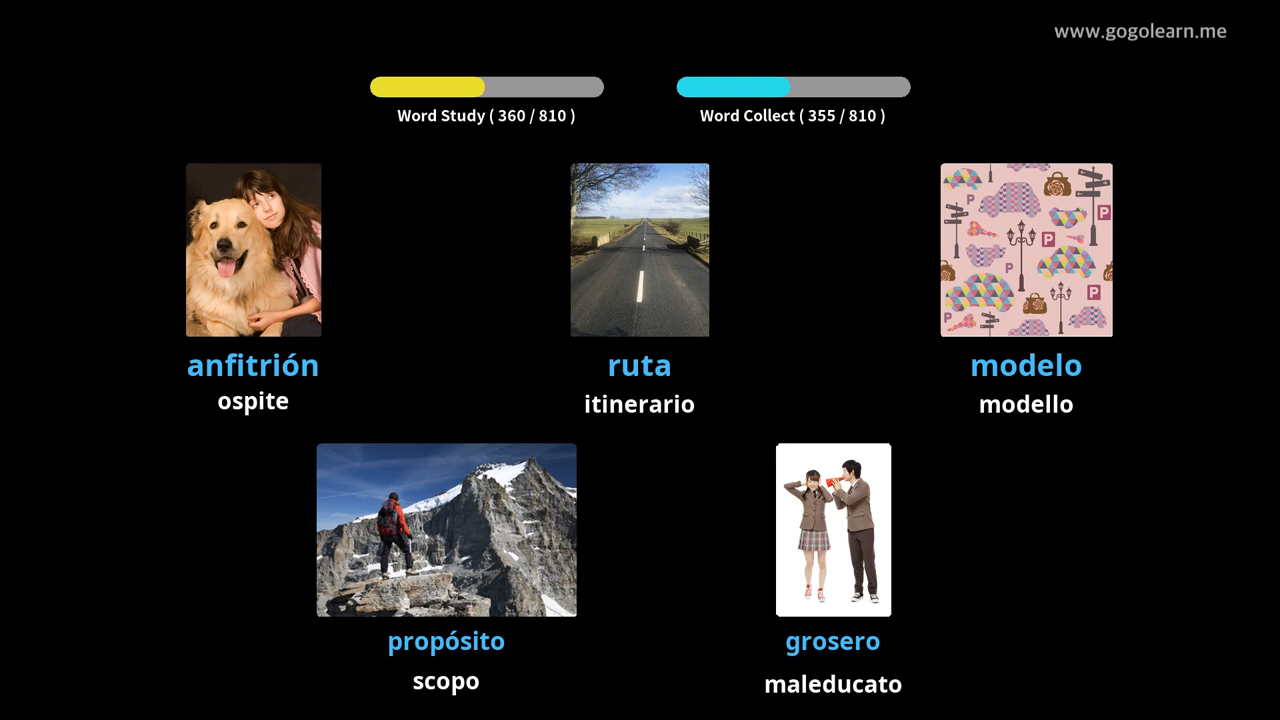 www.gogolearn.me
Word Study ( 360 / 810 )
Word Collect ( 355 / 810 )
anfitrión
ospite
ruta
itinerario
modelo
modello
propósito
scopo
grosero
maleducato